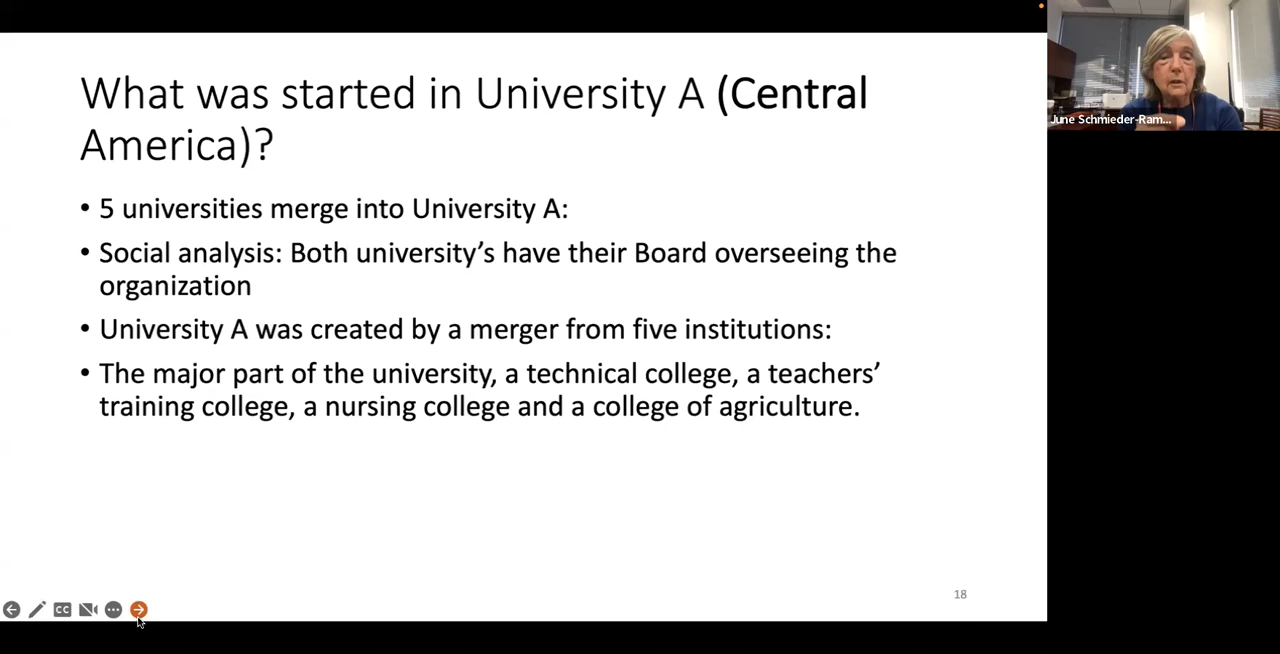 What was started in University A (Central
America)?
• 5 universities merge into University A:
• Social analysis: Both university’s have their Board overseeing the
organization
• University A was created by a merger from five institutions:
• The major part of the university, a technical college, a teachers’
training college, a nursing college and a college of agriculture.
18
CC
June Schmieder-Ram...